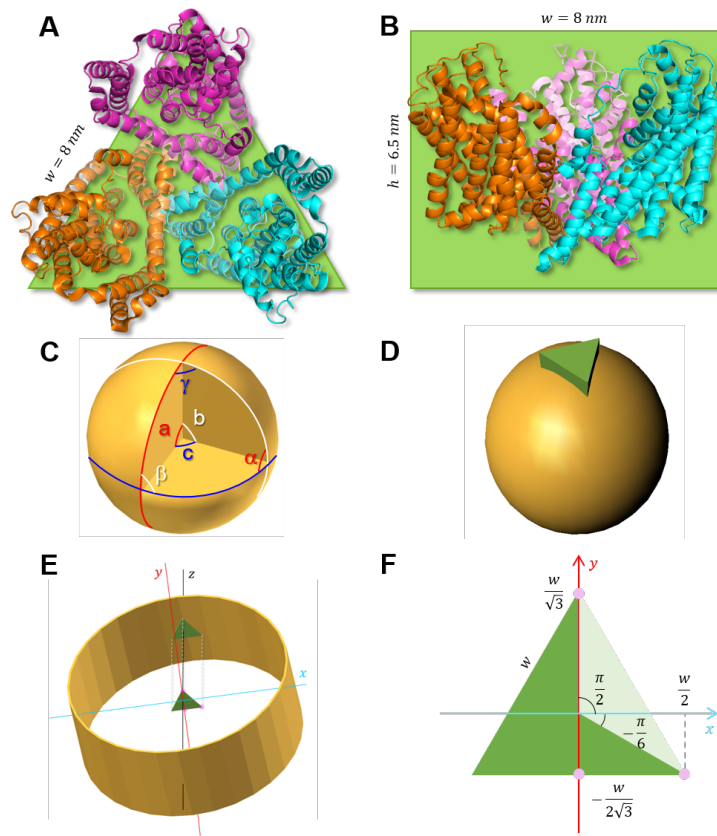 A
w = 8 nm
B
w = 8 nm
h = 6.5 nm
C
γ
a
b
c
α
β
D
E
y
z
x
F
y
w/√3
w
π/2
w/2
x
-π/6
-w/2√3